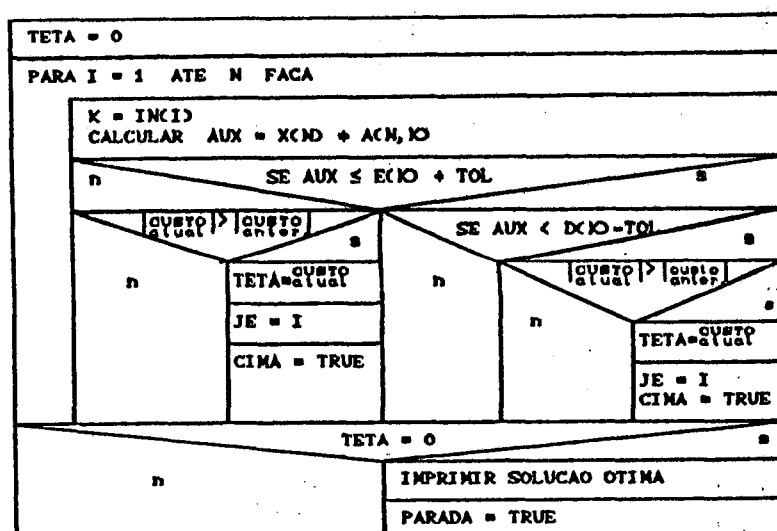 TETA = 0
PARA I = 1 ATE N FACA
K = IN(I)
CALCULAR AUX = X(N) + A(N,K)
n SE AUX ≤ E(K) + TOL s
|CUSTO atual| > |CUSTO anter| s
SE AUX < D(K)-TOL s
n
TETA=CUSTO atual
n
|CUSTO atual| > |custo anter| s
JE = I
n
CIMA = TRUE
TETA=CUSTO atual
JE = I
CIMA = TRUE
TETA = 0 s
n
IMPRIMIR SOLUCAO OTIMA
PARADA = TRUE